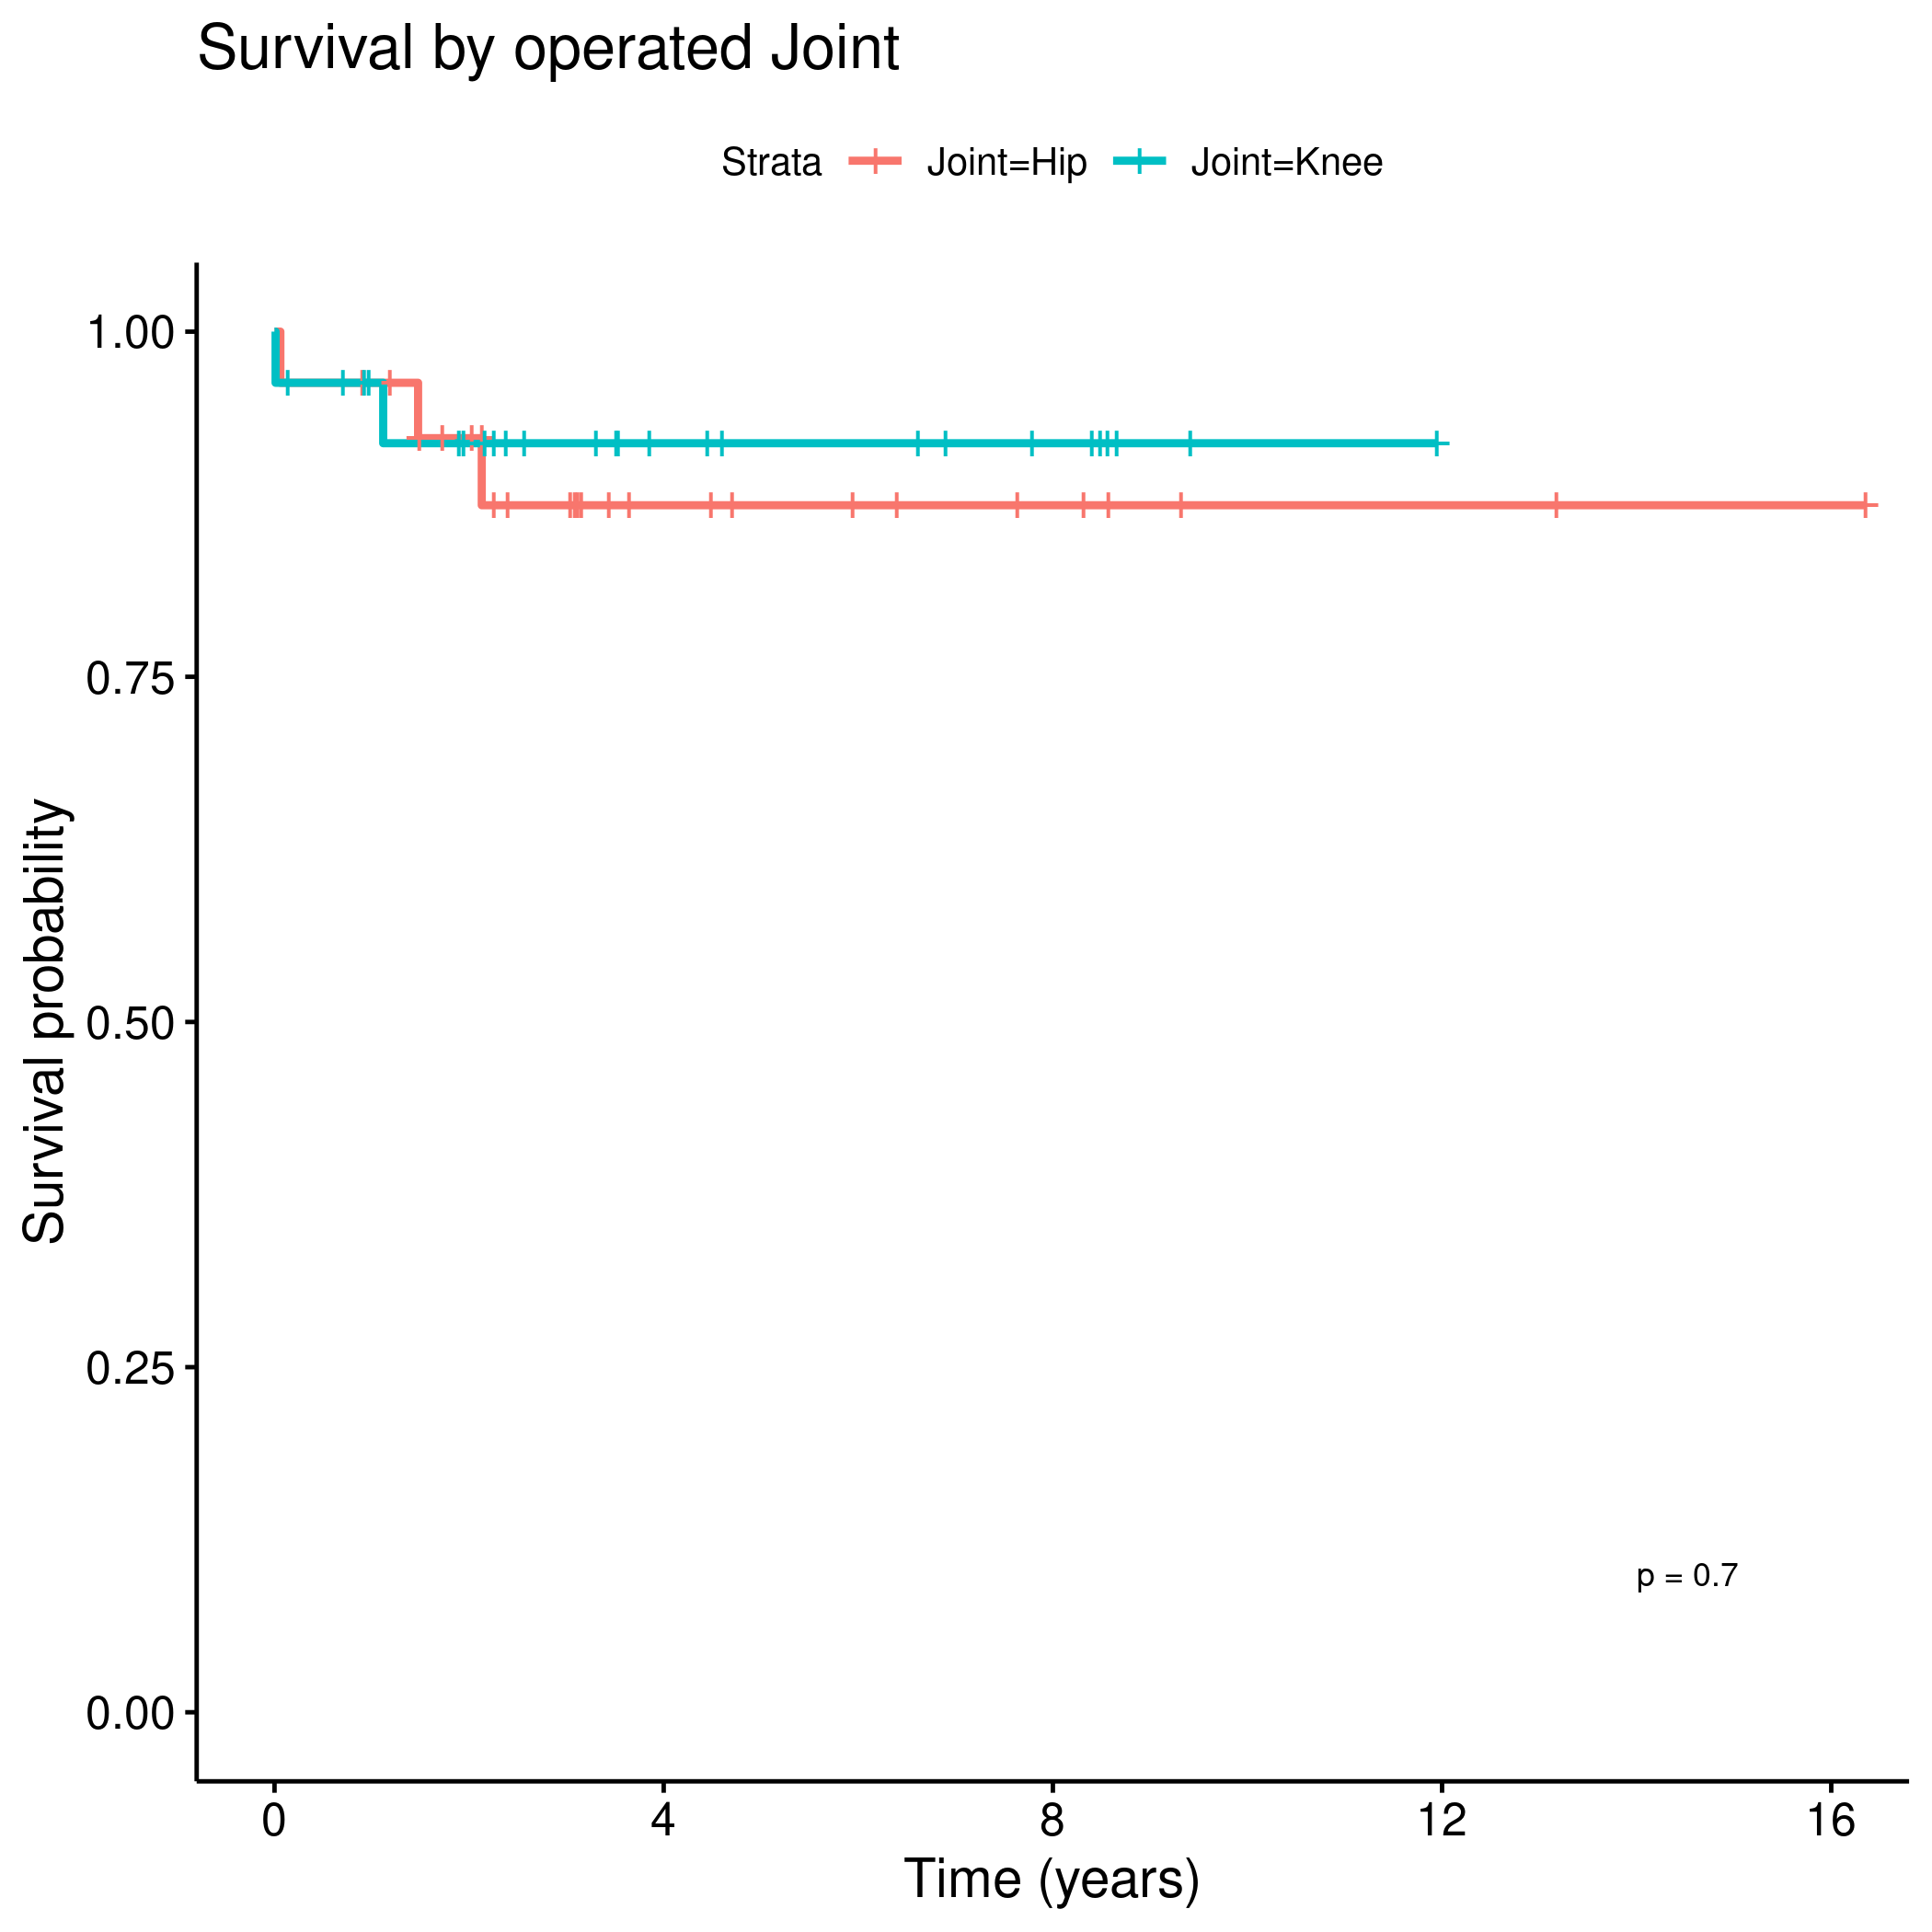 Survival by operated Joint
Strata Joint=Hip Joint=Knee
1.00
0.75
0.50
0.25
0.00
Survival probability
p = 0.7
0 4 8 12 16
Time (years)